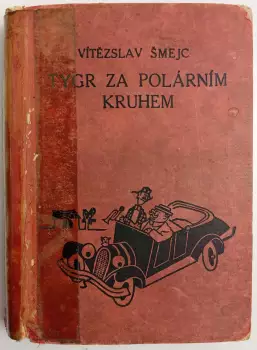 VÍTĚZSLAV ŠMEJC
TYGR ZA POLÁRNÍM
KRUHEM